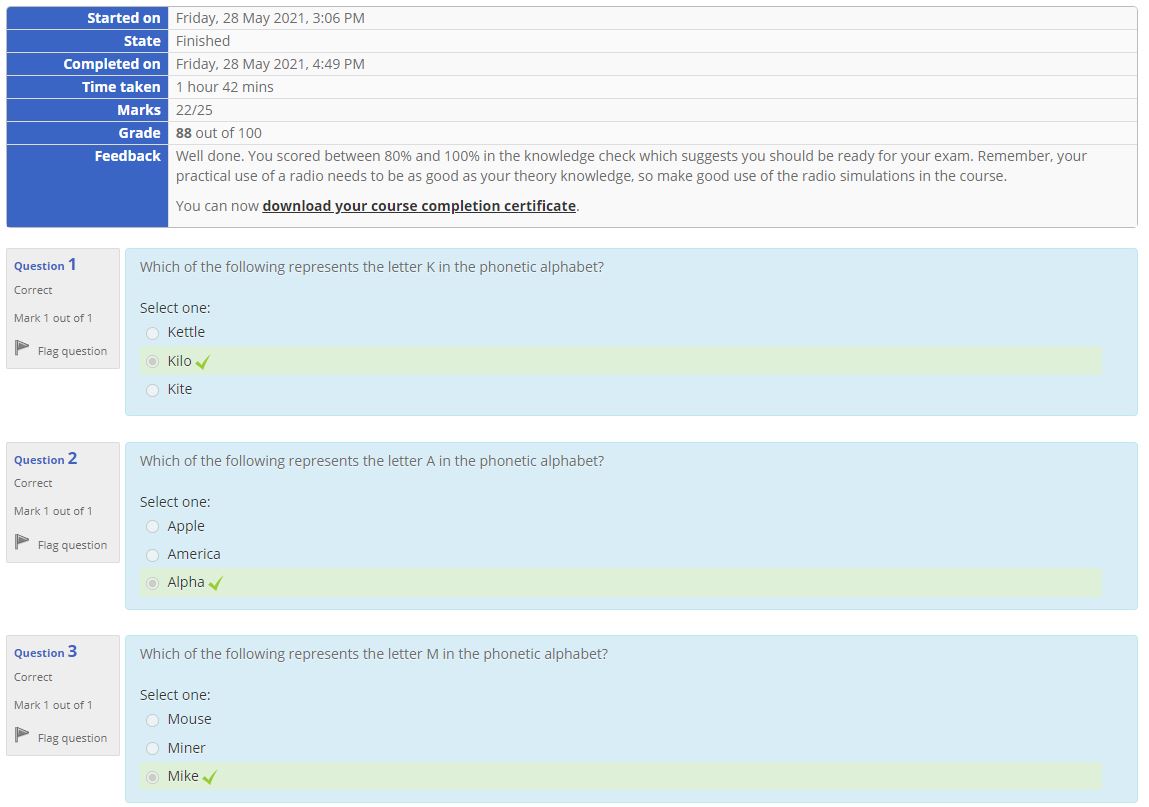 Started on Friday, 28 May 2021, 3:06 PM
State Finished
Completed on Friday, 28 May 2021, 4:49 PM
Time taken 1 hour 42 mins
Marks 22/25
Grade 88 out of 100
Feedback Well done. You scored between 80% and 100% in the knowledge check which suggests you should be ready for your exam. Remember, your
practical use of a radio needs to be as good as your theory knowledge, so make good use of the radio simulations in the course.
You can now download your course completion certificate.
Question 1
Correct
Mark 1 out of 1
Flag question
Which of the following represents the letter K in the phonetic alphabet?
Select one:
Kettle
Kilo
Kite
Question 2
Correct
Mark 1 out of 1
Flag question
Which of the following represents the letter A in the phonetic alphabet?
Select one:
Apple
America
Alpha
Question 3
Correct
Mark 1 out of 1
Flag question
Which of the following represents the letter M in the phonetic alphabet?
Select one:
Mouse
Miner
Mike